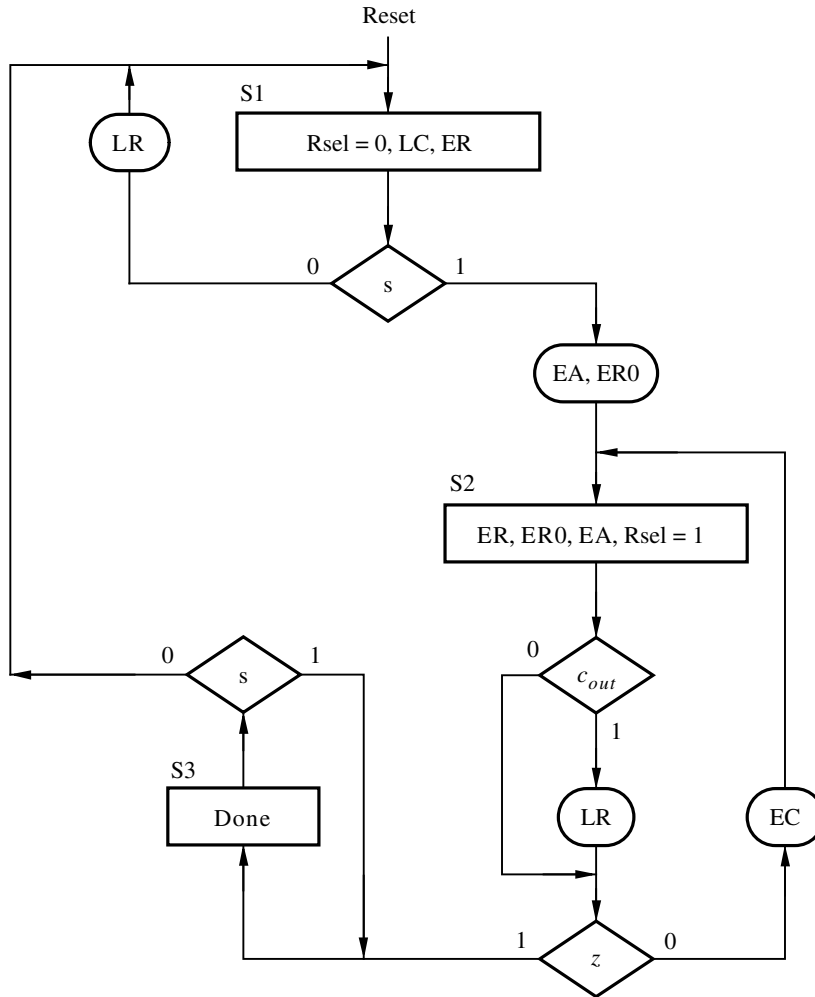 Reset
S1
LR
Rsel = 0, LC, ER
0
s
1
EA, ER0
S2
ER, ER0, EA, Rsel = 1
0
s
1
0
c_out
1
S3
Done
LR
EC
1
z
0